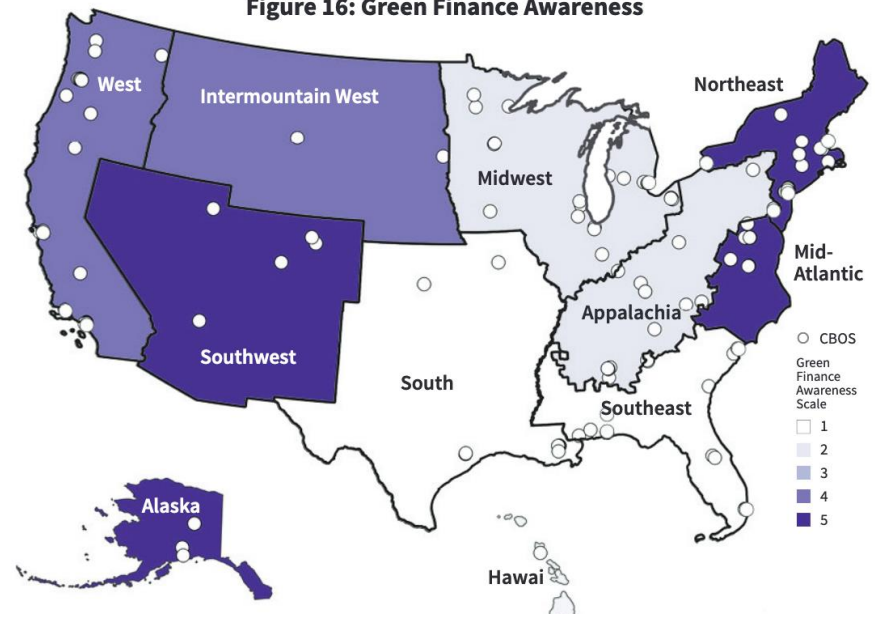 Figure 16: Green Finance Awareness
West
Intermountain West
Northeast
Midwest
Mid-
Atlantic
Appalachia
Southwest
South
Southeast
Alaska
Hawai
CBOS
Green
Finance
Awareness
Scale
1
2
3
4
5